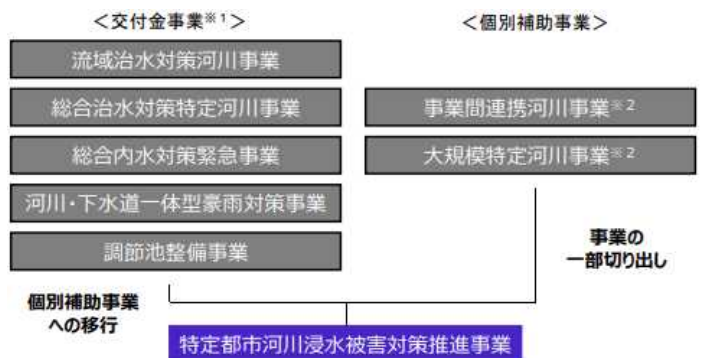 ＜交付金事業※1＞
流域治水対策河川事業
総合治水対策特定河川事業
総合内水対策緊急事業
河川・下水道一体型豪雨対策事業
調節池整備事業
＜個別補助事業＞
事業間連携河川事業※2
大規模特定河川事業※2
個別補助事業
への移行
事業の
一部切り出し
特定都市河川浸水被害対策推進事業